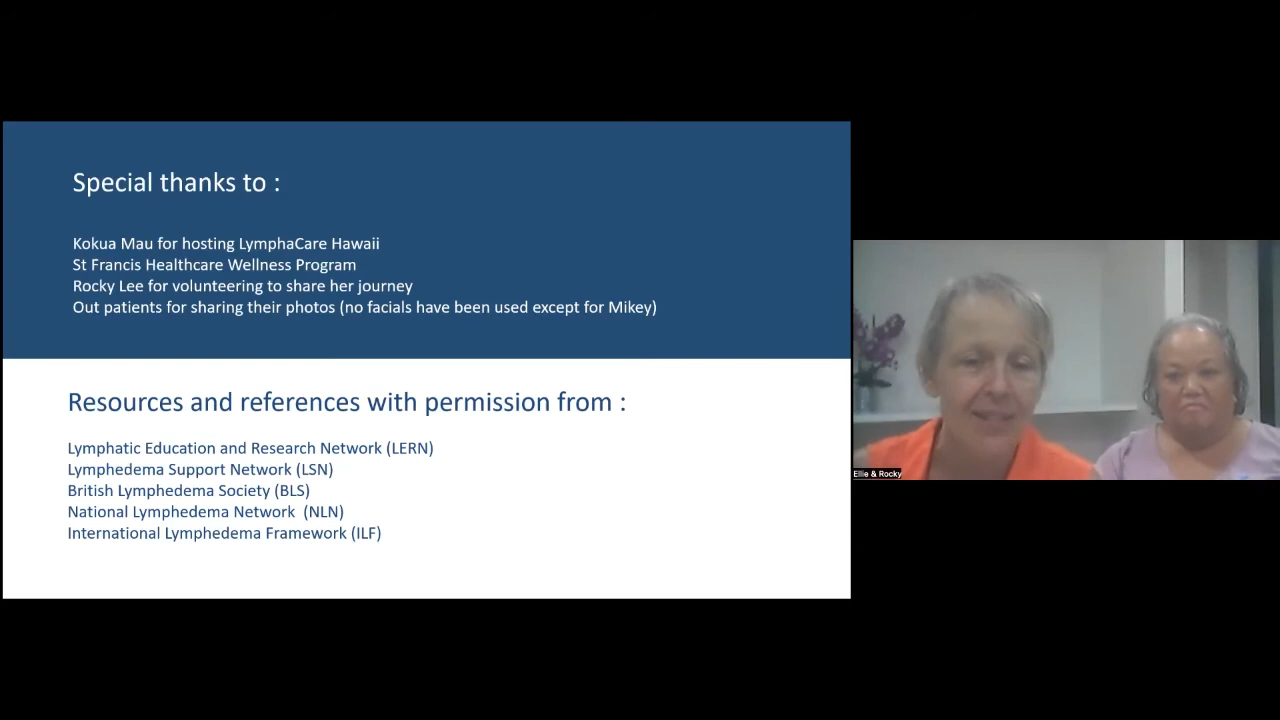 Special thanks to :
Kokua Mau for hosting LymphaCare Hawaii
St Francis Healthcare Wellness Program
Rocky Lee for volunteering to share her journey
Out patients for sharing their photos (no facials have been used except for Mikey)
Resources and references with permission from :
Lymphatic Education and Research Network (LERN)
Lymphedema Support Network (LSN)
British Lymphedema Society (BLS)
National Lymphedema Network (NLN)
International Lymphedema Framework (ILF)
Ellie & Rocky